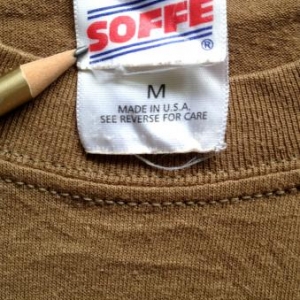 SOFFE
®
M
MADE IN U.S.A.
SEE REVERSE FOR CARE